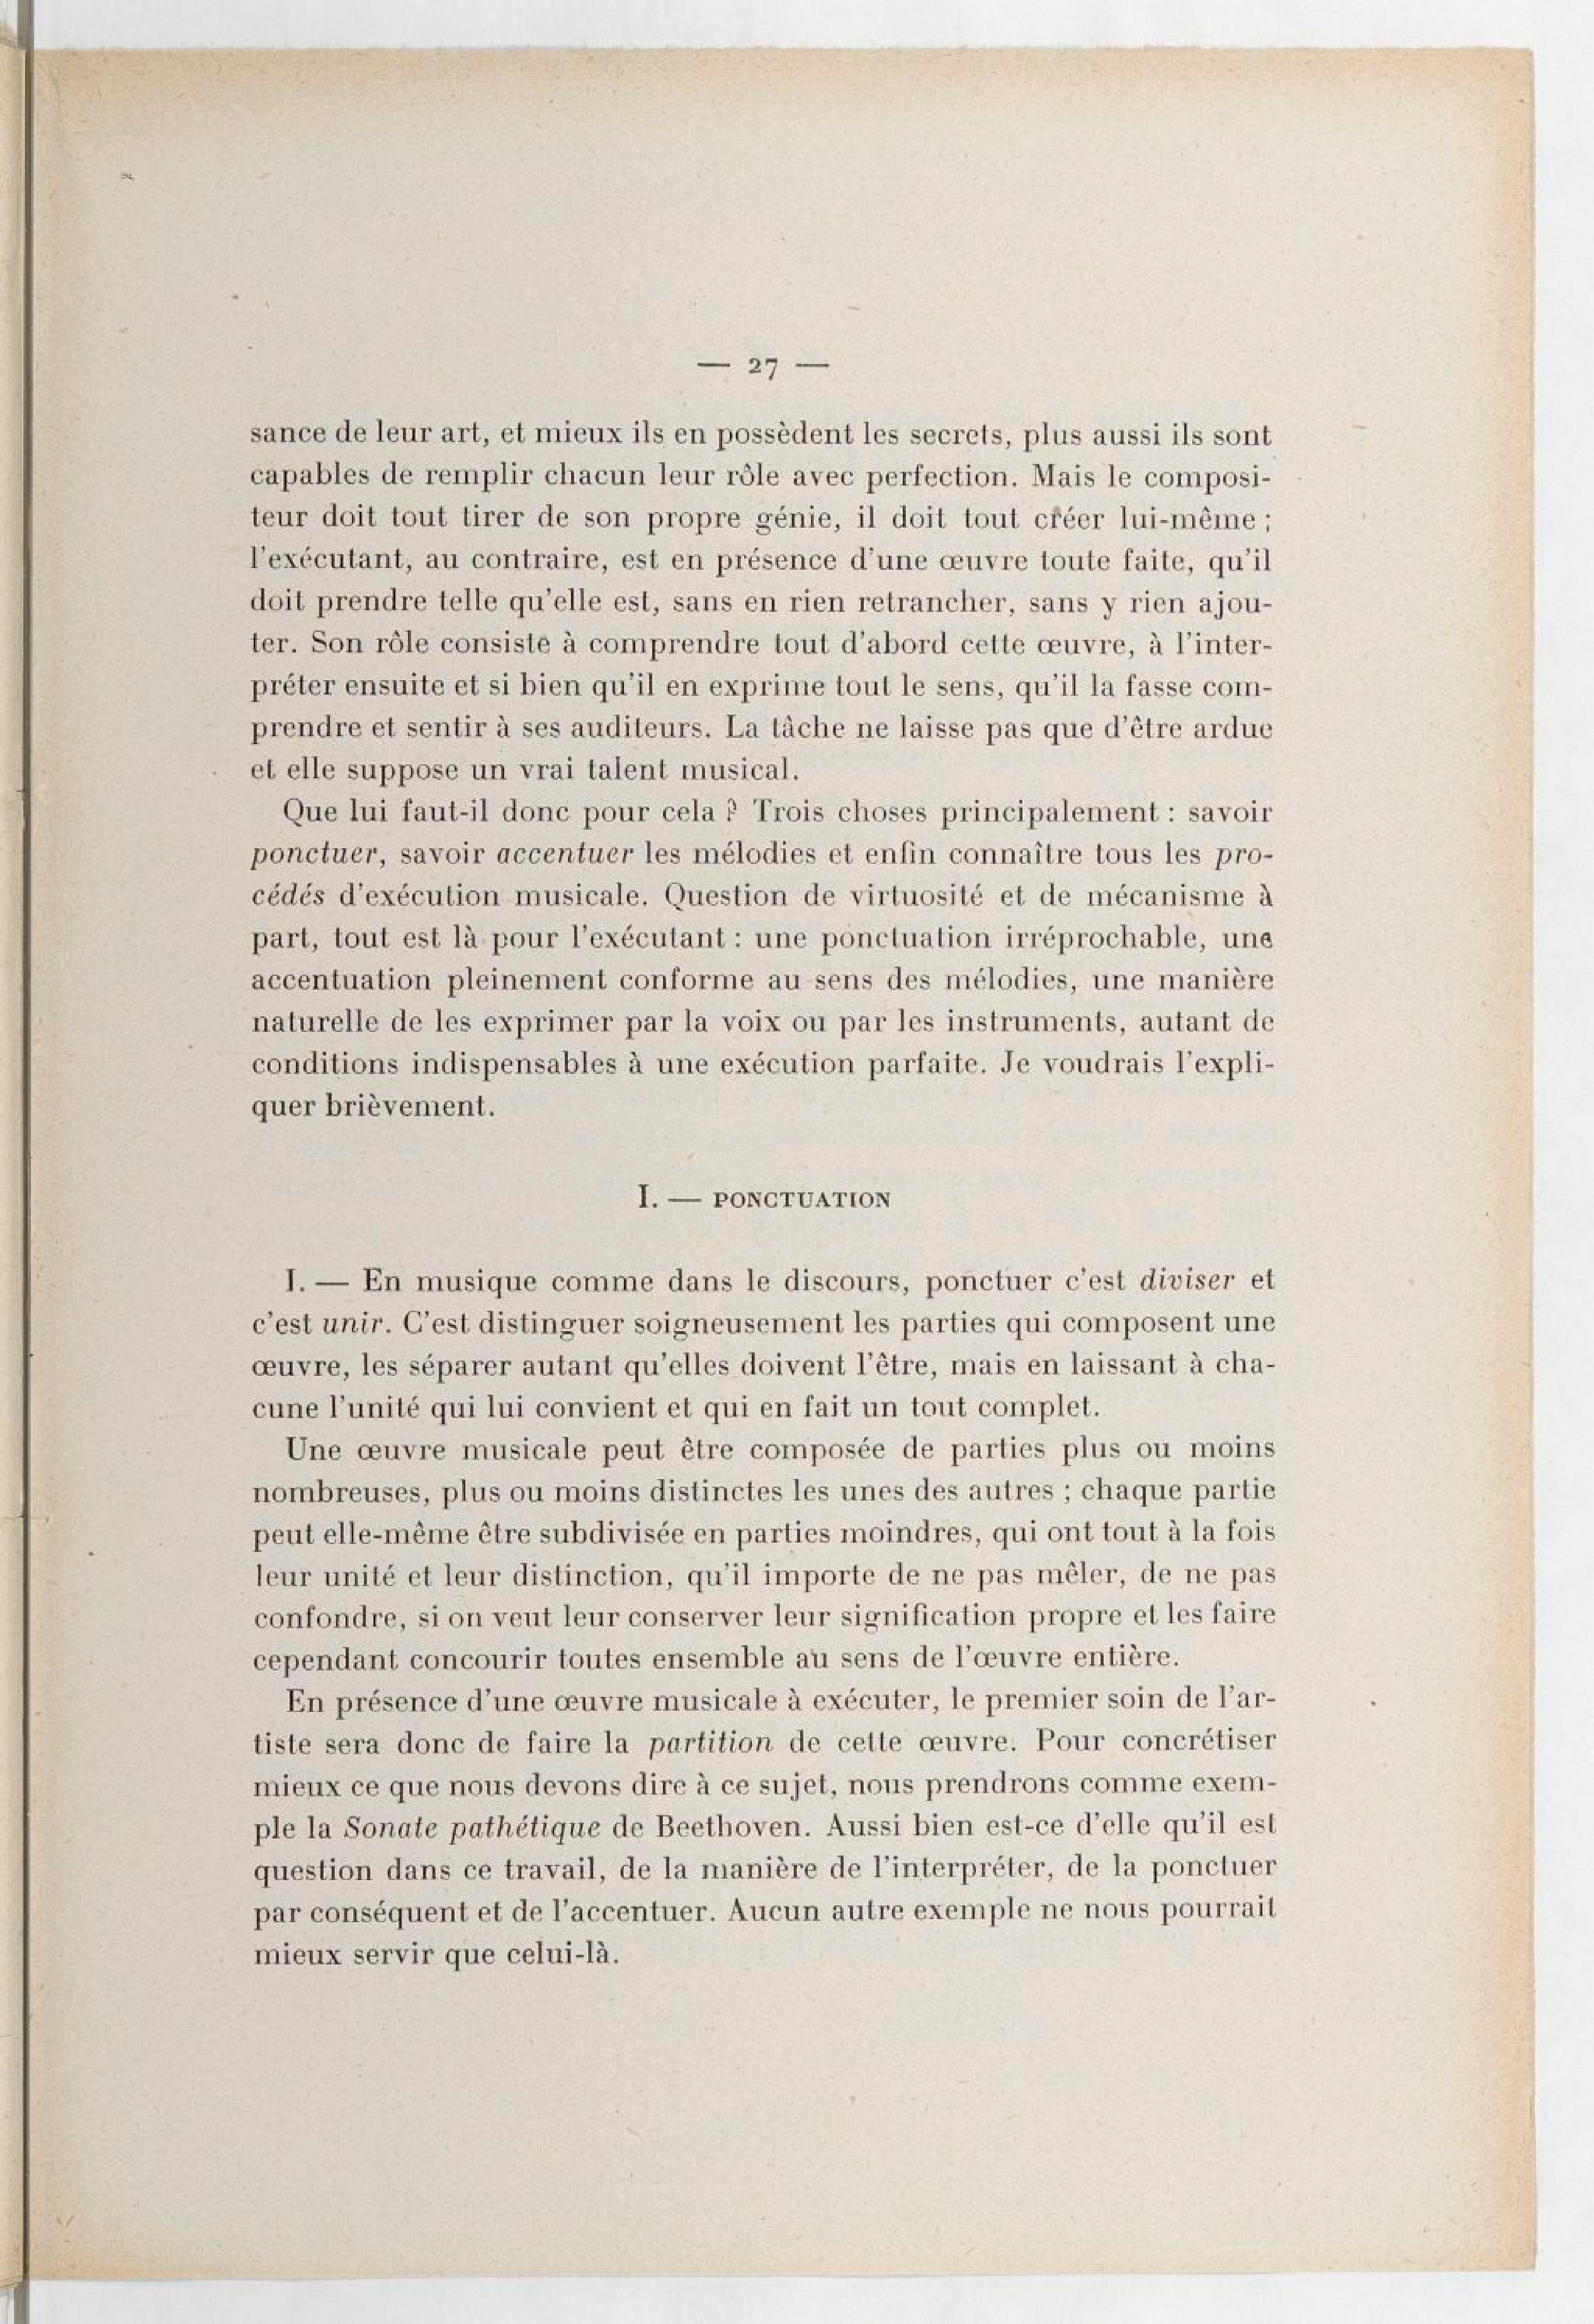 — 27 —
sance de leur art, et mieux ils en possèdent les secrets, plus aussi ils sont
capables de remplir chacun leur rôle avec perfection. Mais le composi-
teur doit tout tirer de son propre génie, il doit tout créer lui-même ;
l'exécutant, au contraire, est en présence d'une œuvre toute faite, qu'il
doit prendre telle qu'elle est, sans en rien retrancher, sans y rien ajou-
ter. Son rôle consiste à comprendre tout d'abord cette œuvre, à l'inter-
préter ensuite et si bien qu'il en exprime tout le sens, qu'il la fasse com-
prendre et sentir à ses auditeurs. La tâche ne laisse pas que d'être ardue
et elle suppose un vrai talent musical.
Que lui faut-il donc pour cela ? Trois choses principalement : savoir
ponctuer, savoir accentuer les mélodies et enfin connaître tous les pro-
cédés d'exécution musicale. Question de virtuosité et de mécanisme à
part, tout est là pour l'exécutant : une ponctuation irréprochable, une
accentuation pleinement conforme au sens des mélodies, une manière
naturelle de les exprimer par la voix ou par les instruments, autant de
conditions indispensables à une exécution parfaite. Je voudrais l'expli-
quer brièvement.
I. — PONCTUATION
I. — En musique comme dans le discours, ponctuer c'est diviser et
c'est unir. C'est distinguer soigneusement les parties qui composent une
œuvre, les séparer autant qu'elles doivent l'être, mais en laissant à cha-
cune l'unité qui lui convient et qui en fait un tout complet.
Une œuvre musicale peut être composée de parties plus ou moins
nombreuses, plus ou moins distinctes les unes des autres ; chaque partie
peut elle-même être subdivisée en parties moindres, qui ont tout à la fois
leur unité et leur distinction, qu'il importe de ne pas mêler, de ne pas
confondre, si on veut leur conserver leur signification propre et les faire
cependant concourir toutes ensemble au sens de l'œuvre entière.
En présence d'une œuvre musicale à exécuter, le premier soin de l'ar-
tiste sera donc de faire la partition de cette œuvre. Pour concrétiser
mieux ce que nous devons dire à ce sujet, nous prendrons comme exem-
ple la Sonate pathétique de Beethoven. Aussi bien est-ce d'elle qu'il est
question dans ce travail, de la manière de l'interpréter, de la ponctuer
par conséquent et de l'accentuer. Aucun autre exemple ne nous pourrait
mieux servir que celui-là.